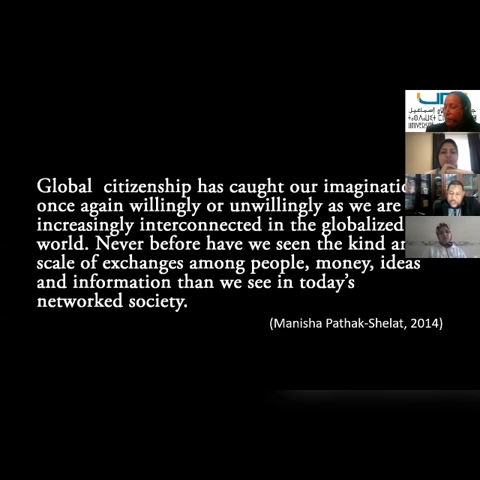 Global citizenship has caught our
once again willingly or unwillingly as we are
increasingly interconnected in the globalized
world. Never before have we seen the kind
scale of exchanges among people, money, ideas
and information than we see in today's
networked society.
(Manisha Pathak-Shelat, 2014)